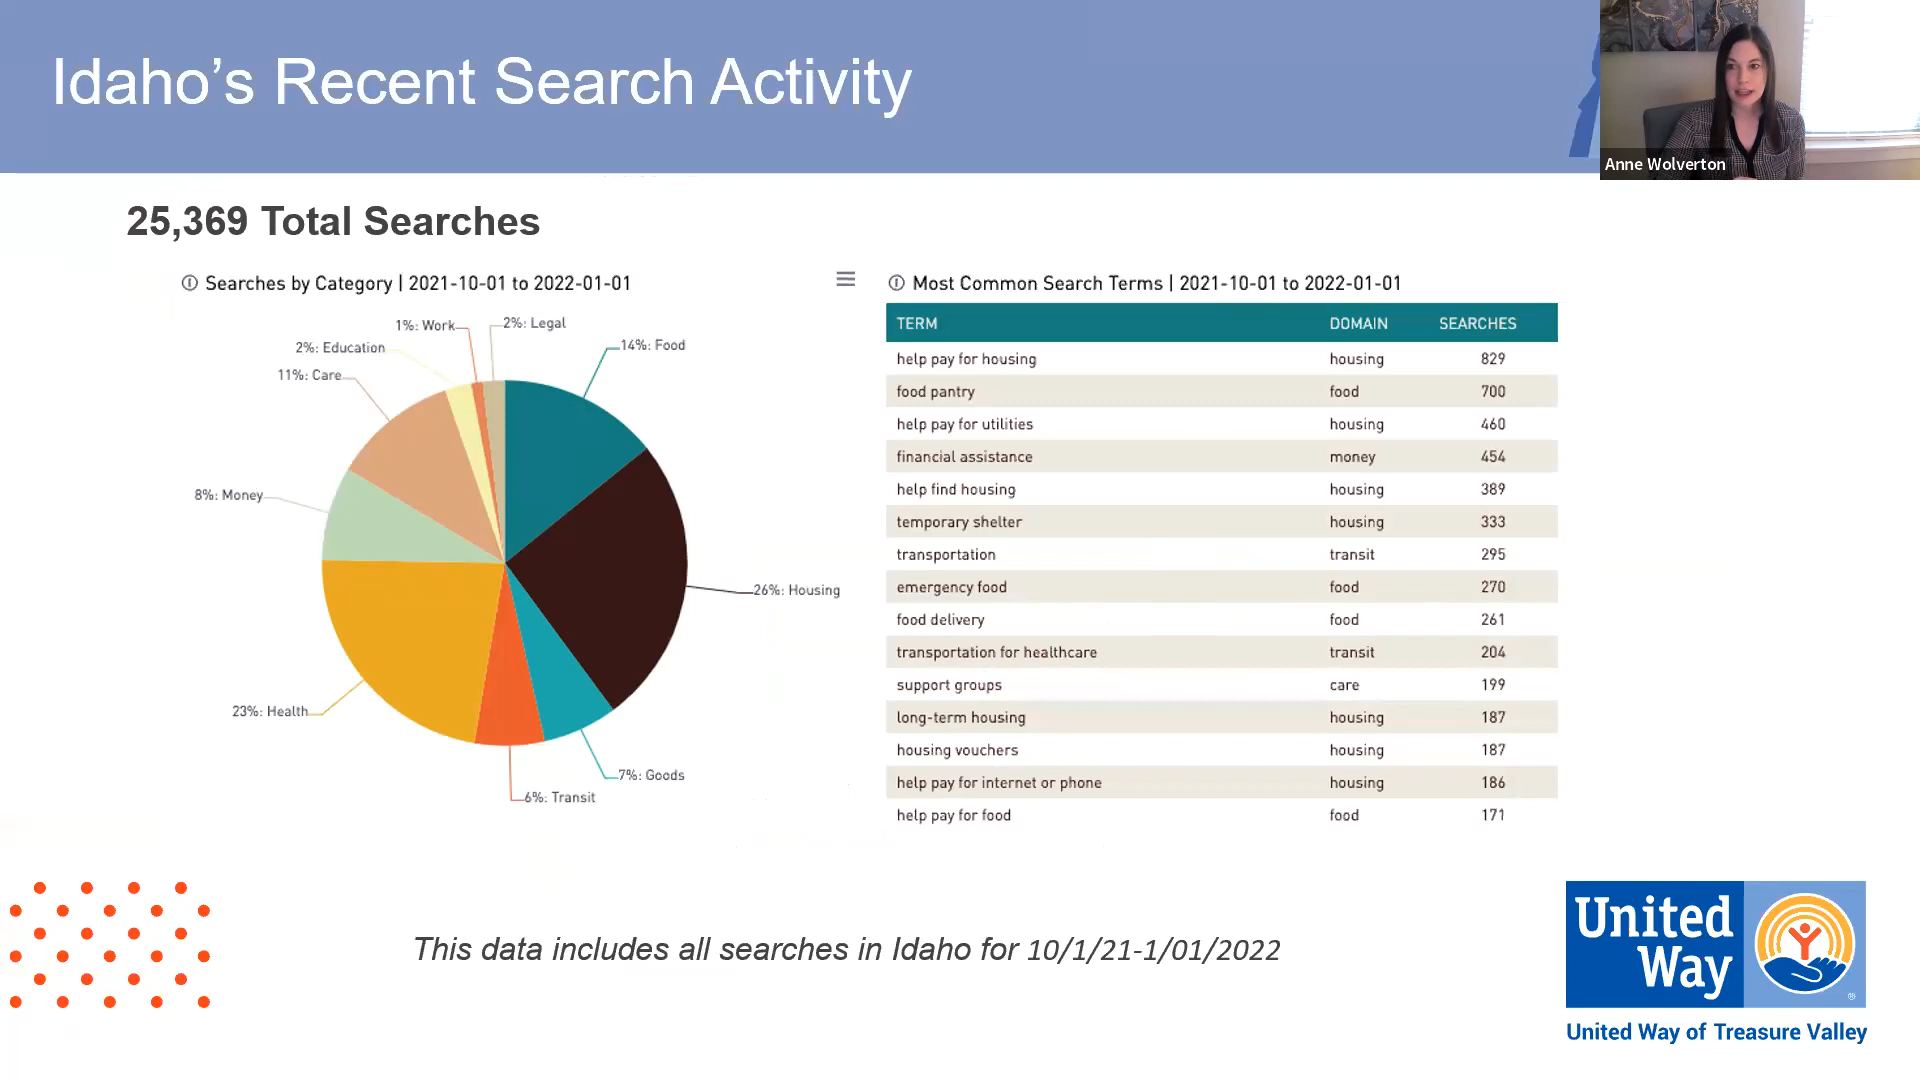 Idaho’s Recent Search Activity
Anne Wolverton
25,369 Total Searches
Searches by Category | 2021-10-01 to 2022-01-01
1%: Work
2%: Legal
2%: Education
14%: Food
11%: Care
8%: Money
26%: Housing
23%: Health
7%: Goods
6%: Transit
Most Common Search Terms | 2021-10-01 to 2022-01-01
TERM DOMAIN SEARCHES
help pay for housing housing 829
food pantry food 700
help pay for utilities housing 460
financial assistance money 454
help find housing housing 389
temporary shelter housing 333
transportation transit 295
emergency food food 270
food delivery food 261
transportation for healthcare transit 204
support groups care 199
long-term housing housing 187
housing vouchers housing 187
help pay for internet or phone housing 186
help pay for food food 171
This data includes all searches in Idaho for 10/1/21-1/01/2022
United
Way
®
United Way of Treasure Valley